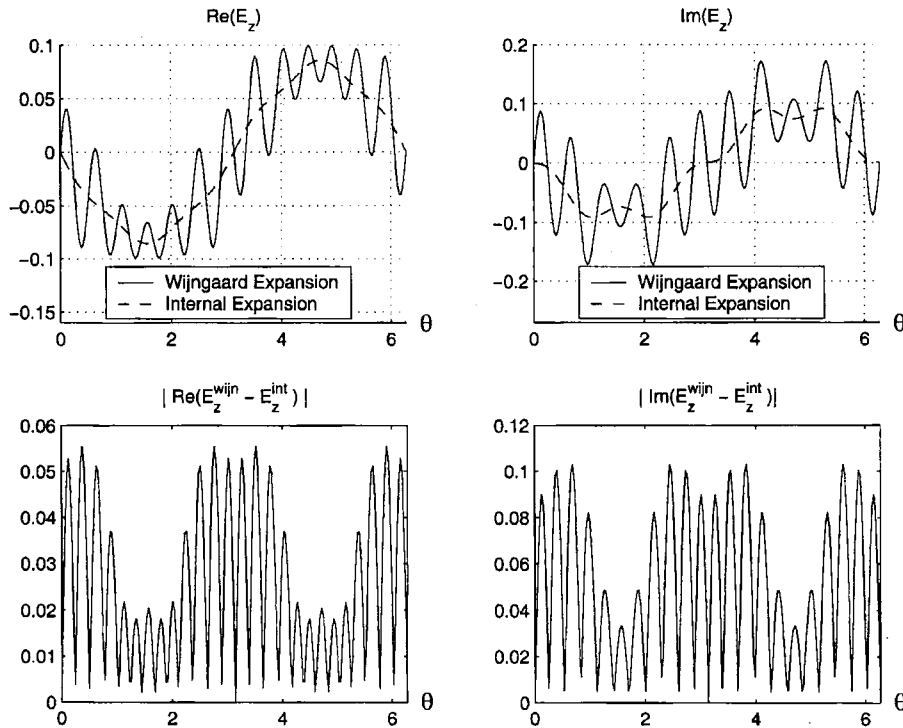 Re(E_z)
0.1
0.05
0
−0.05
−0.1
−0.15
Wijngaard Expansion
Internal Expansion
0 2 4 6 θ
Im(E_z)
0.2
0.1
0
−0.1
−0.2
Wijngaard Expansion
Internal Expansion
0 2 4 6 θ
| Re(E_z^wijn − E_z^int) |
0.06
0.05
0.04
0.03
0.02
0.01
0
0 2 4 6 θ
| Im(E_z^wijn − E_z^int)|
0.12
0.1
0.08
0.06
0.04
0.02
0
0 2 4 6 θ